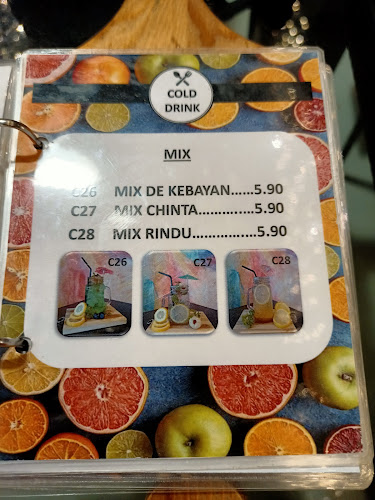 COLD
DRINK
MIX
C26 MIX DE KEBAYAN......5.90
C27 MIX CHINTA..............5.90
C28 MIX RINDU................5.90
C26 C27 C28